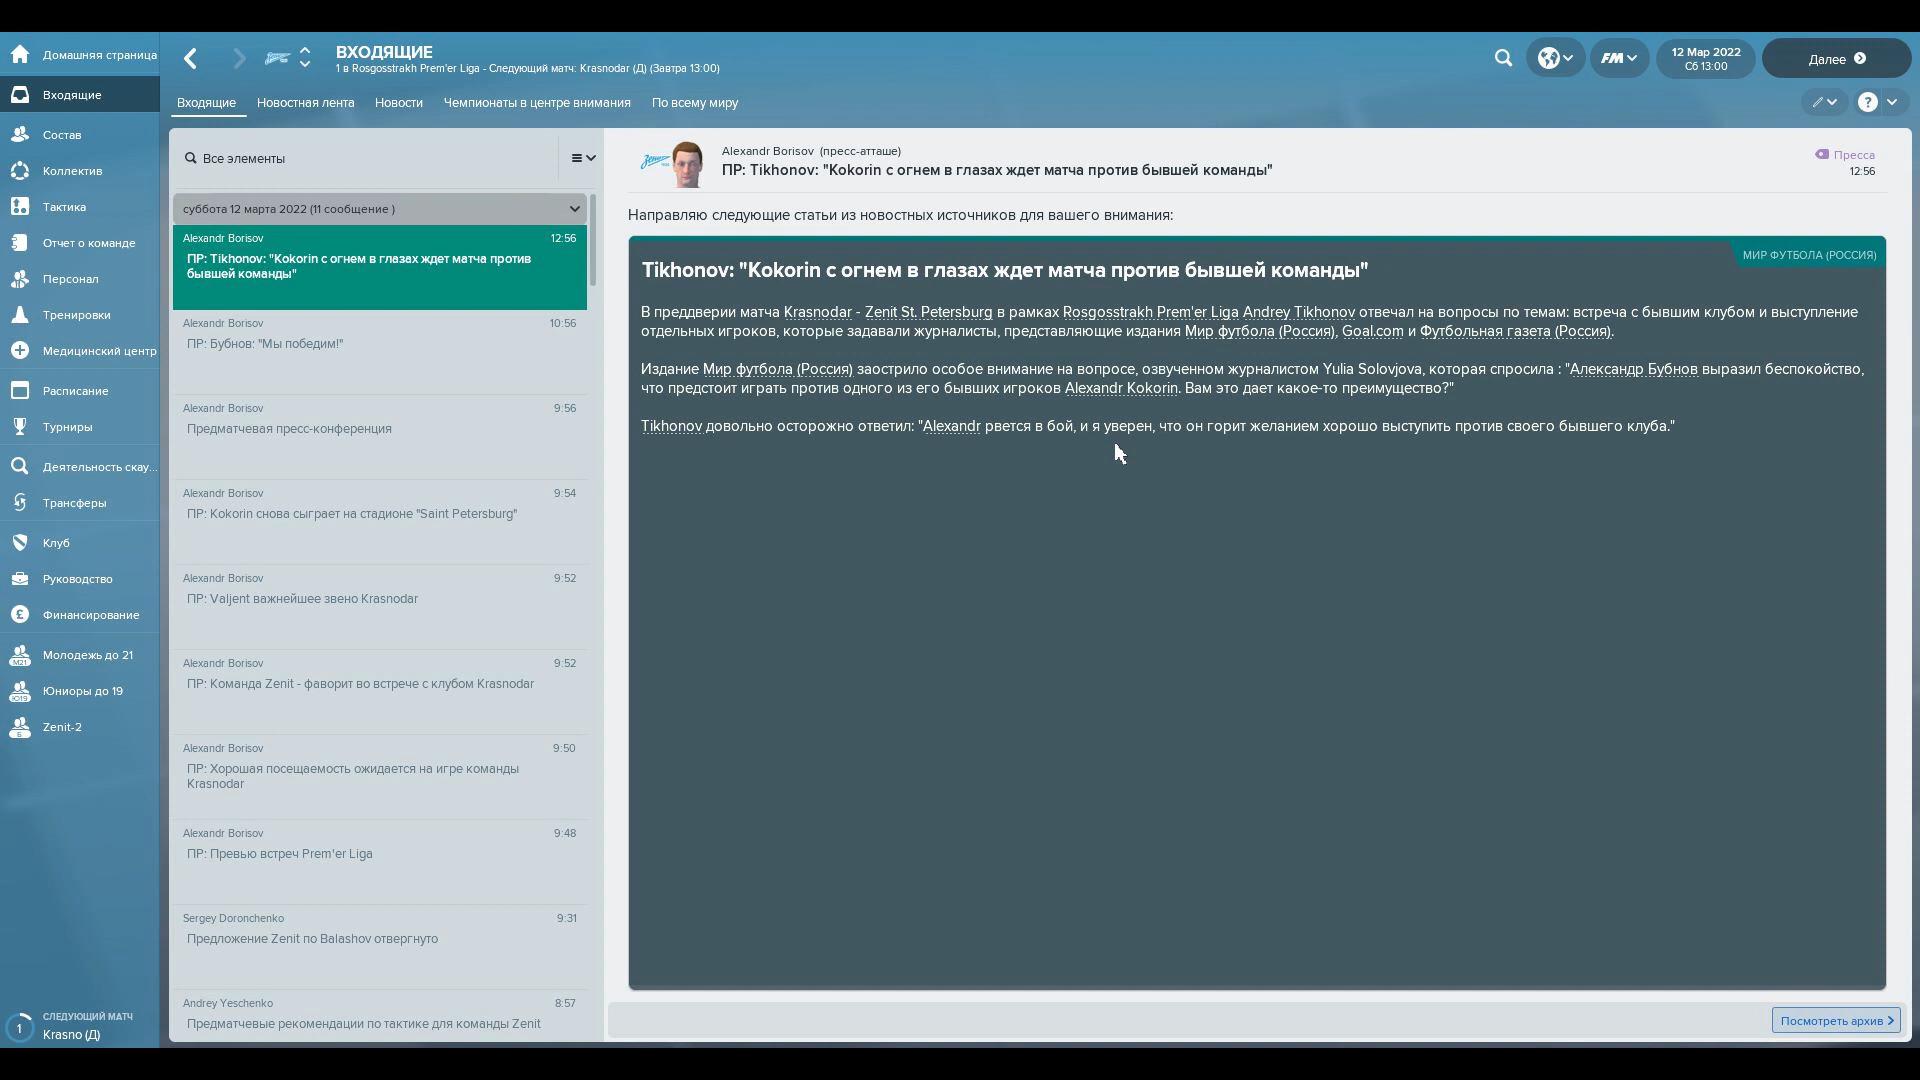 Домашняя страница
Входящие
Состав
Коллектив
Тактика
Отчет о команде
Персонал
Тренировки
Медицинский центр
Расписание
Турниры
Деятельность скау...
Трансферы
Клуб
Руководство
Финансирование
Молодежь до 21
Юниоры до 19
Zenit-2
1
СЛЕДУЮЩИЙ МАТЧ
Krasno (Д)
ВХОДЯЩИЕ
1 в Rosgosstrakh Prem'er Liga - Следующий матч: Krasnodar (Д) (Завтра 13:00)
FM
12 Мар 2022
Сб 13:00
Далее
Входящие
Новостная лента
Новости
Чемпионаты в центре внимания
По всему миру
Все элементы
суббота 12 марта 2022 (11 сообщение )
Alexandr Borisov 12:56
ПР: Tikhonov: "Kokorin с огнем в глазах ждет матча против
бывшей команды"
Alexandr Borisov 10:56
ПР: Бубнов: "Мы победим!"
Alexandr Borisov 9:56
Предматчевая пресс-конференция
Alexandr Borisov 9:54
ПР: Kokorin снова сыграет на стадионе "Saint Petersburg"
Alexandr Borisov 9:52
ПР: Valjent важнейшее звено Krasnodar
Alexandr Borisov 9:52
ПР: Команда Zenit - фаворит во встрече с клубом Krasnodar
Alexandr Borisov 9:50
ПР: Хорошая посещаемость ожидается на игре команды
Krasnodar
Alexandr Borisov 9:48
ПР: Превью встреч Prem'er Liga
Sergey Doronchenko 9:31
Предложение Zenit по Balashov отвергнуто
Andrey Yeschenko 8:57
Предматчевые рекомендации по тактике для команды Zenit
Alexandr Borisov (пресс-атташе)
ПР: Tikhonov: "Kokorin с огнем в глазах ждет матча против бывшей команды"
Пресса
12:56
Направляю следующие статьи из новостных источников для вашего внимания:
МИР ФУТБОЛА (РОССИЯ)
Tikhonov: "Kokorin с огнем в глазах ждет матча против бывшей команды"
В преддверии матча Krasnodar - Zenit St. Petersburg в рамках Rosgosstrakh Prem'er Liga Andrey Tikhonov отвечал на вопросы по темам: встреча с бывшим клубом и выступление
отдельных игроков, которые задавали журналисты, представляющие издания Мир футбола (Россия), Goal.com и Футбольная газета (Россия).
Издание Мир футбола (Россия) заострило особое внимание на вопросе, озвученном журналистом Yulia Solovjova, которая спросила : "Александр Бубнов выразил беспокойство,
что предстоит играть против одного из его бывших игроков Alexandr Kokorin. Вам это дает какое-то преимущество?"
Tikhonov довольно осторожно ответил: "Alexandr рвется в бой, и я уверен, что он горит желанием хорошо выступить против своего бывшего клуба."
Посмотреть архив